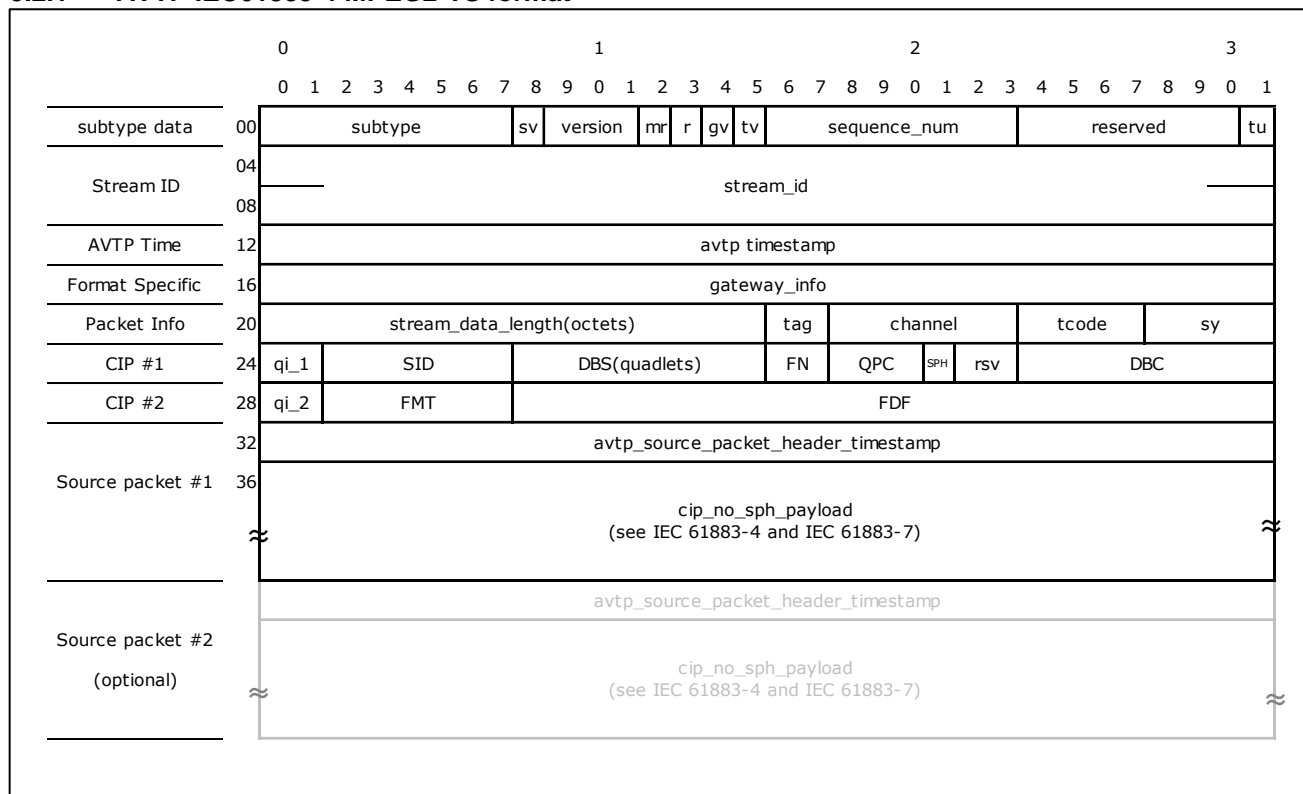 0 1 2 3
0 1 2 3 4 5 6 7 8 9 0 1 2 3 4 5 6 7 8 9 0 1 2 3 4 5 6 7 8 9 0 1
subtype data 00 subtype sv version mr r gv tv sequence_num reserved tu
04
Stream ID stream_id
08
AVTP Time 12 avtp timestamp
Format Specific 16 gateway_info
Packet Info 20 stream_data_length(octets) tag channel tcode sy
CIP #1 24 qi_1 SID DBS(quadlets) FN QPC SPH rsv DBC
CIP #2 28 qi_2 FMT FDF
32 avtp_source_packet_header_timestamp
Source packet #1 36
cip_no_sph_payload
(see IEC 61883-4 and IEC 61883-7)
avtp_source_packet_header_timestamp
Source packet #2
(optional)
cip_no_sph_payload
(see IEC 61883-4 and IEC 61883-7)